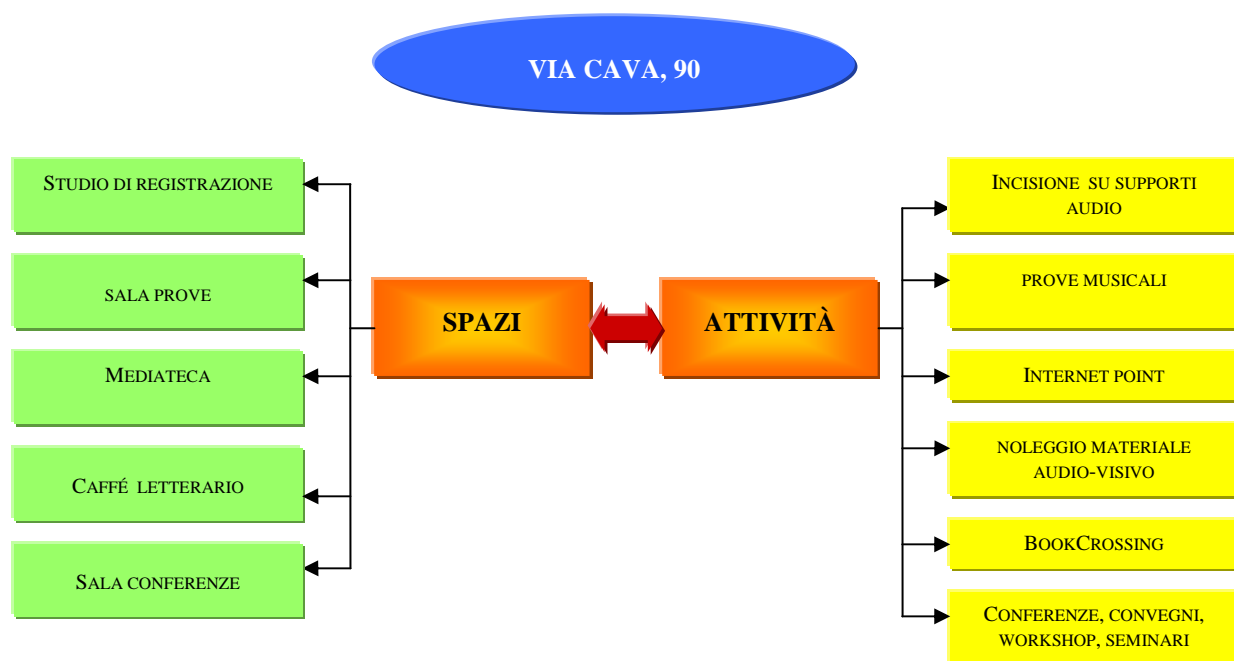 VIA CAVA, 90
STUDIO DI REGISTRAZIONE
SALA PROVE
MEDIATECA
CAFFÉ LETTERARIO
SALA CONFERENZE
SPAZI
ATTIVITÀ
INCISIONE SU SUPPORTI
AUDIO
PROVE MUSICALI
INTERNET POINT
NOLEGGIO MATERIALE
AUDIO-VISIVO
BOOKCROSSING
CONFERENZE, CONVEGNI,
WORKSHOP, SEMINARI